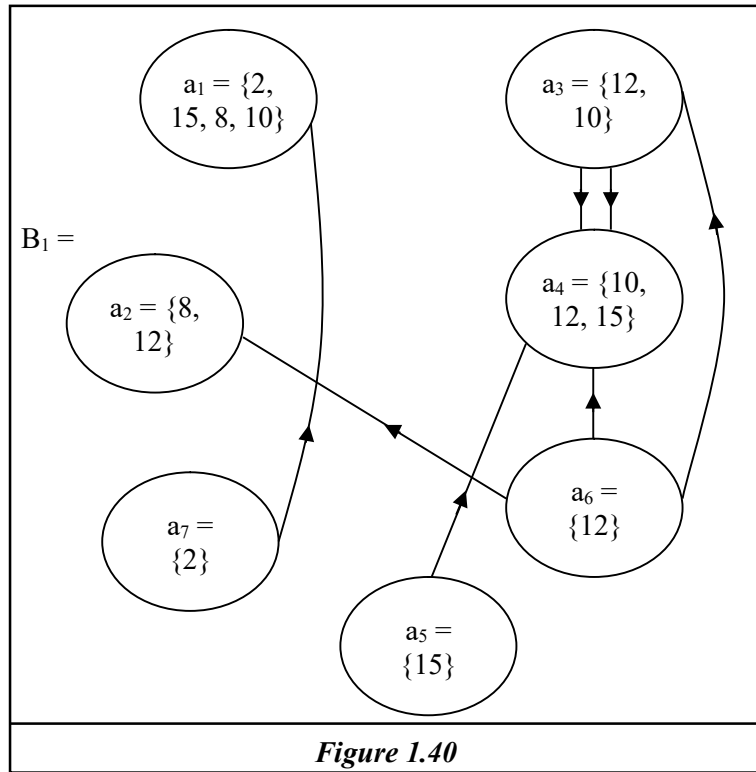 a₁ = {2,
15, 8, 10}
a₃ = {12,
10}
B₁ =
a₂ = {8,
12}
a₄ = {10,
12, 15}
a₇ =
{2}
a₆ =
{12}
a₅ =
{15}
Figure 1.40